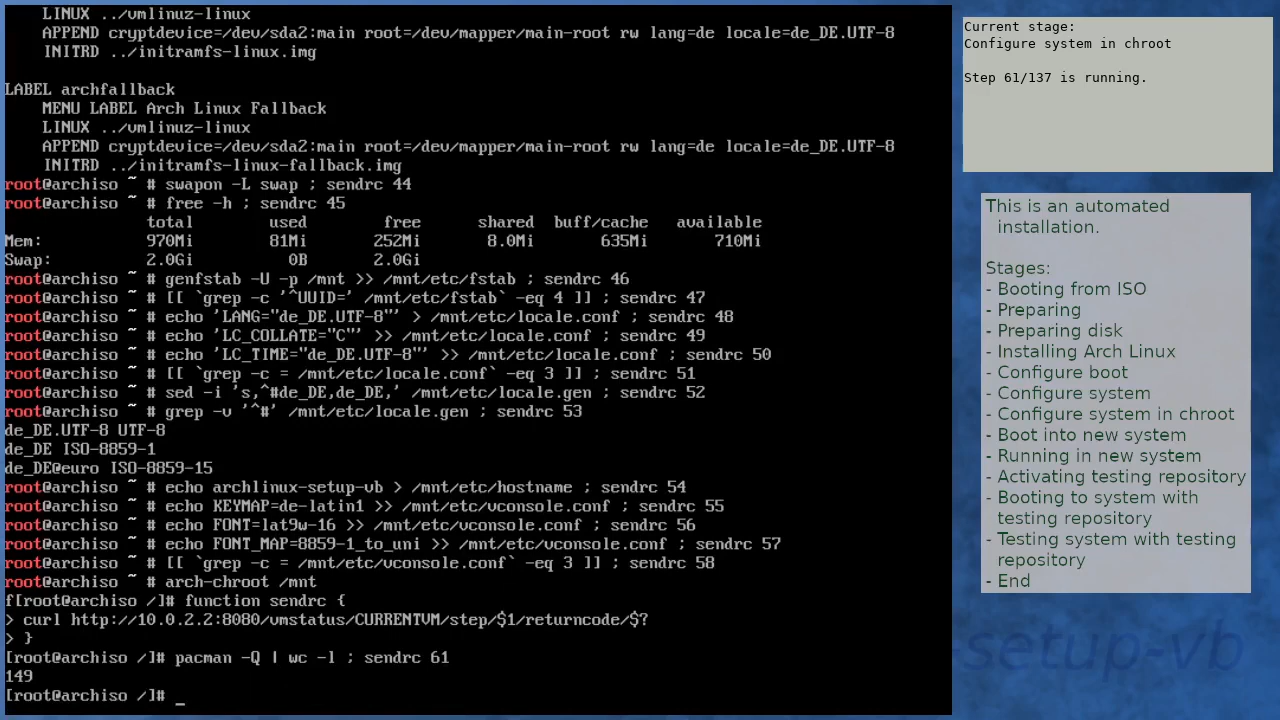 LINUX ../vmlinuz-linux
    APPEND cryptdevice=/dev/sda2:main root=/dev/mapper/main-root rw lang=de locale=de_DE.UTF-8
    INITRD ../initramfs-linux.img

LABEL archfallback
    MENU LABEL Arch Linux Fallback
    LINUX ../vmlinuz-linux
    APPEND cryptdevice=/dev/sda2:main root=/dev/mapper/main-root rw lang=de locale=de_DE.UTF-8
    INITRD ../initramfs-linux-fallback.img
root@archiso ~ # swapon -L swap ; sendrc 44
root@archiso ~ # free -h ; sendrc 45
               total        used        free      shared  buff/cache   available
Mem:           970Mi        81Mi       252Mi       8.0Mi       635Mi       710Mi
Swap:          2.0Gi          0B       2.0Gi
root@archiso ~ # genfstab -U -p /mnt >> /mnt/etc/fstab ; sendrc 46
root@archiso ~ # [[ `grep -c '^UUID=' /mnt/etc/fstab` -eq 4 ]] ; sendrc 47
root@archiso ~ # echo 'LANG="de_DE.UTF-8"' > /mnt/etc/locale.conf ; sendrc 48
root@archiso ~ # echo 'LC_COLLATE="C"' >> /mnt/etc/locale.conf ; sendrc 49
root@archiso ~ # echo 'LC_TIME="de_DE.UTF-8"' >> /mnt/etc/locale.conf ; sendrc 50
root@archiso ~ # [[ `grep -c = /mnt/etc/locale.conf` -eq 3 ]] ; sendrc 51
root@archiso ~ # sed -i 's,^#de_DE,de_DE,' /mnt/etc/locale.gen ; sendrc 52
root@archiso ~ # grep -v '^#' /mnt/etc/locale.gen ; sendrc 53
de_DE.UTF-8 UTF-8
de_DE ISO-8859-1
de_DE@euro ISO-8859-15
root@archiso ~ # echo archlinux-setup-vb > /mnt/etc/hostname ; sendrc 54
root@archiso ~ # echo KEYMAP=de-latin1 >> /mnt/etc/vconsole.conf ; sendrc 55
root@archiso ~ # echo FONT=lat9w-16 >> /mnt/etc/vconsole.conf ; sendrc 56
root@archiso ~ # echo FONT_MAP=8859-1_to_uni >> /mnt/etc/vconsole.conf ; sendrc 57
root@archiso ~ # [[ `grep -c = /mnt/etc/vconsole.conf` -eq 3 ]] ; sendrc 58
root@archiso ~ # arch-chroot /mnt
f[root@archiso /]# function sendrc {
> curl http://10.0.2.2:8080/vmstatus/CURRENTVM/step/$1/returncode/$?
> }
[root@archiso /]# pacman -Q | wc -l ; sendrc 61
149
[root@archiso /]# _
Current stage:
Configure system in chroot

Step 61/137 is running.
This is an automated
installation.

Stages:
- Booting from ISO
- Preparing
- Preparing disk
- Installing Arch Linux
- Configure boot
- Configure system
- Configure system in chroot
- Boot into new system
- Running in new system
- Activating testing repository
- Booting to system with
testing repository
- Testing system with testing
repository
- End
-setup-vb